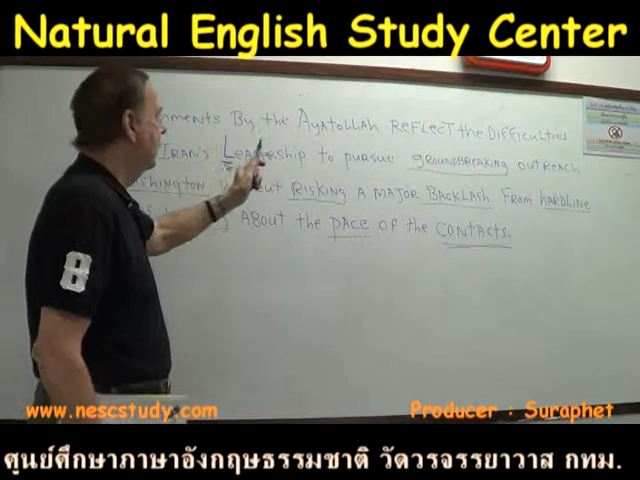 Natural English Study Center
By the Ayatollah Reflect the Difficulties
Iran's Leadership to pursue groundbreaking outreach
Risking a major Backlash from hardline
about the pace of the contacts.
8
www.nescstudy.com
Producer : Suraphet
ศูนย์ศึกษาภาษาอังกฤษธรรมชาติ วัดวรจรรยาวาส กทม.